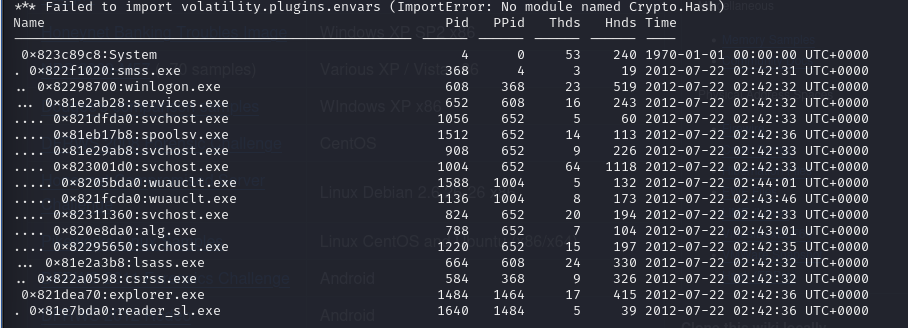 *** Failed to import volatility.plugins.envars (ImportError: No module named Crypto.Hash)
Name Pid PPid Thds Hnds Time
0x823c89c8:System 4 0 53 240 1970-01-01 00:00:00 UTC+0000
. 0x822f1020:smss.exe 368 4 3 19 2012-07-22 02:42:31 UTC+0000
.. 0x82298700:winlogon.exe 608 368 23 519 2012-07-22 02:42:32 UTC+0000
... 0x81e2ab28:services.exe 652 608 16 243 2012-07-22 02:42:32 UTC+0000
.... 0x821dfda0:svchost.exe 1056 652 5 60 2012-07-22 02:42:33 UTC+0000
.... 0x81eb17b8:spoolsv.exe 1512 652 14 113 2012-07-22 02:42:36 UTC+0000
.... 0x81e29ab8:svchost.exe 908 652 9 226 2012-07-22 02:42:33 UTC+0000
.... 0x823001d0:svchost.exe 1004 652 64 1118 2012-07-22 02:42:33 UTC+0000
..... 0x8205bda0:wuauclt.exe 1588 1004 5 132 2012-07-22 02:44:01 UTC+0000
..... 0x821fcda0:wuauclt.exe 1136 1004 8 173 2012-07-22 02:43:46 UTC+0000
.... 0x82311360:svchost.exe 824 652 20 194 2012-07-22 02:42:33 UTC+0000
.... 0x820e8da0:alg.exe 788 652 7 104 2012-07-22 02:43:01 UTC+0000
.... 0x82295650:svchost.exe 1220 652 15 197 2012-07-22 02:42:35 UTC+0000
... 0x81e2a3b8:lsass.exe 664 608 24 330 2012-07-22 02:42:32 UTC+0000
.. 0x822a0598:csrss.exe 584 368 9 326 2012-07-22 02:42:32 UTC+0000
0x821dea70:explorer.exe 1484 1464 17 415 2012-07-22 02:42:36 UTC+0000
. 0x81e7bda0:reader_sl.exe 1640 1484 5 39 2012-07-22 02:42:36 UTC+0000